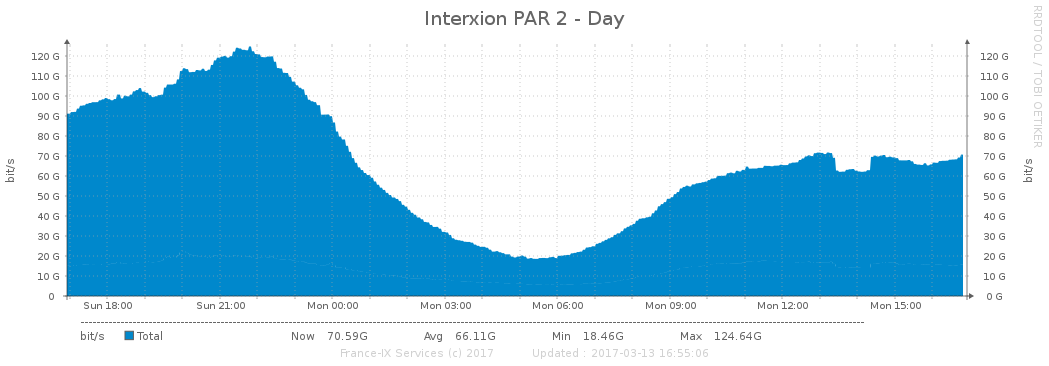 Interxion PAR 2 - Day
RRDTOOL / TOBI OETIKER
bit/s
bit/s
120 G 120 G
110 G 110 G
100 G 100 G
90 G 90 G
80 G 80 G
70 G 70 G
60 G 60 G
50 G 50 G
40 G 40 G
30 G 30 G
20 G 20 G
10 G 10 G
0 0 G
Sun 18:00 Sun 21:00 Mon 00:00 Mon 03:00 Mon 06:00 Mon 09:00 Mon 12:00 Mon 15:00
bit/s Total Now 70.59G Avg 66.11G Min 18.46G Max 124.64G
France-IX Services (c) 2017 Updated : 2017-03-13 16:55:06